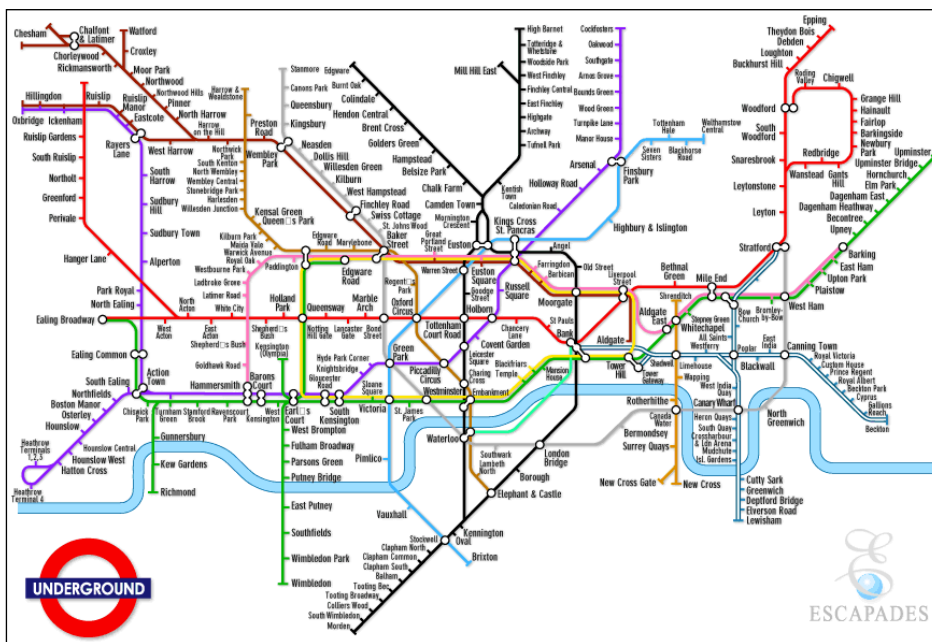 Chesham
Chalfont
& Latimer
Watford
Croxley
Chorleywood
Rickmansworth
Moor Park
Northwood
Northwood Hills
Pinner
North Harrow
Harrow
on the Hill
Hillingdon
Ruislip
Ruislip
Manor
Eastcote
Uxbridge
Ickenham
Ruislip Gardens
South Ruislip
Northolt
Greenford
Perivale
Hanger Lane
Rayers
Lane
West Harrow
South
Harrow
Sudbury
Hill
Sudbury Town
Alperton
Park Royal
North Ealing
Ealing Broadway
Ealing Common
South Ealing
Northfields
Boston Manor
Osterley
Hounslow
Hounslow Central
Hounslow West
Hatton Cross
Heathrow
Terminals
1,2,3
Heathrow
Terminal 4
Action
Town
Chiswick
Park
Turnham
Green
Stamford
Brook
Ravenscourt
Park
West
Kensington
Gunnersbury
Kew Gardens
Richmond
Harrow &
Wealdstone
Preston
Road
Northwick
Park
South Kenton
North Wembley
Wembley Central
Stonebridge Park
Harlesden
Willesden Junction
Wembley
Park
Stanmore
Canons Park
Queensbury
Kingsbury
Neasden
Dollis Hill
Willesden Green
Kilburn
West Hampstead
Finchley Road
Swiss Cottage
St. Johns Wood
Kensal Green
Queen□s Park
Kilburn Park
Maida Vale
Warwick Avenue
Royal Oak
Westbourne Park
Ladbroke Grove
Latimer Road
White City
Paddington
Edgware
Road
Marylebone
Baker
Street
Edgware
Road
Great
Portland
Street
Regent□s
Park
North
Acton
West
Acton
East
Acton
Shepherd□s Bush
Shepherd□s
Bush
Holland
Park
Queensway
Notting
Hill Gate
Lancaster
Gate
Marble
Arch
Bond
Street
Oxford
Circus
Tottenham
Court Road
Holborn
Chancery
Lane
St Pauls
Bank
Kensington
(Olympia)
Goldhawk Road
Hammersmith
Barons
Court
Earl□s
Court
Gloucester
Road
South
Kensington
Hyde Park Corner
Knightsbridge
Sloane
Square
Victoria
St. James
Park
Green
Park
Piccadilly
Circus
Westminster
Embankment
Charing
Cross
Leicester
Square
Covent
Garden
Russell
Square
Goodge
Street
Warren Street
Euston
Square
Euston
Kings Cross
St. Pancras
Mornington
Crescent
Camden Town
Chalk Farm
Belsize Park
Hampstead
Golders Green
Brent Cross
Hendon Central
Colindale
Burnt Oak
Edgware
Kentish
Town
Tufnell Park
Archway
Highgate
East Finchley
Finchley Central
West Finchley
Woodside Park
Totteridge &
Whetstone
High Barnet
Mill Hill East
Cockfosters
Oakwood
Southgate
Arnos Grove
Bounds Green
Wood Green
Turnpike Lane
Manor House
Arsenal
Holloway Road
Caledonian Road
Finsbury
Park
Seven
Sisters
Tottenham
Hale
Blackhorse
Road
Walthamstow
Central
Highbury & Islington
Angel
Old Street
Farringdon
Barbican
Moorgate
Liverpool
Street
Aldgate
Aldgate
East
Whitechapel
Shreditch
Bethnal
Green
Mile End
Stepney Green
Bow
Church
Bromley-
by-Bow
West Ham
Plaistow
Upton Park
East Ham
Barking
Upney
Becontree
Dagenham Heathway
Dagenham East
Elm Park
Hornchurch
Upminster Bridge
Upminster
Stratford
Leyton
Leytonstone
Snaresbrook
South
Woodford
Woodford
Buckhurst Hill
Loughton
Debden
Theydon Bois
Epping
Roding
Valley
Chigwell
Grange Hill
Hainault
Fairlop
Barkingside
Newbury
Park
Redbridge
Gants
Hill
Wanstead
Blackfriars
Temple
Mansion
House
Tower
Hill
Tower
Gateway
Shadwell
Limehouse
Westferry
All Saints
Poplar
Blackwall
East
India
Canning Town
Royal Victoria
Custom House
Prince Regent
Royal Albert
Beckton Park
Cyprus
Gallions
Reach
Beckton
Wapping
Rotherhithe
Canada
Water
Bermondsey
Surrey Quays
New Cross Gate
New Cross
West India
Quay
Canary Wharf
Heron Quays
South Quay
Crossharbour
& Ldn Arena
Mudchute
Isl. Gardens
Cutty Sark
Greenwich
Deptford Bridge
Elverson Road
Lewisham
North
Greenwich
London
Bridge
Borough
Southwark
Lambeth
North
Waterloo
Elephant & Castle
Kennington
Oval
Stockwell
Clapham North
Clapham Common
Clapham South
Balham
Tooting Bec
Tooting Broadway
Colliers Wood
South Wimbledon
Morden
Pimlico
Vauxhall
Brixton
West Brompton
Fulham Broadway
Parsons Green
Putney Bridge
East Putney
Southfields
Wimbledon Park
Wimbledon
UNDERGROUND
ESCAPADES